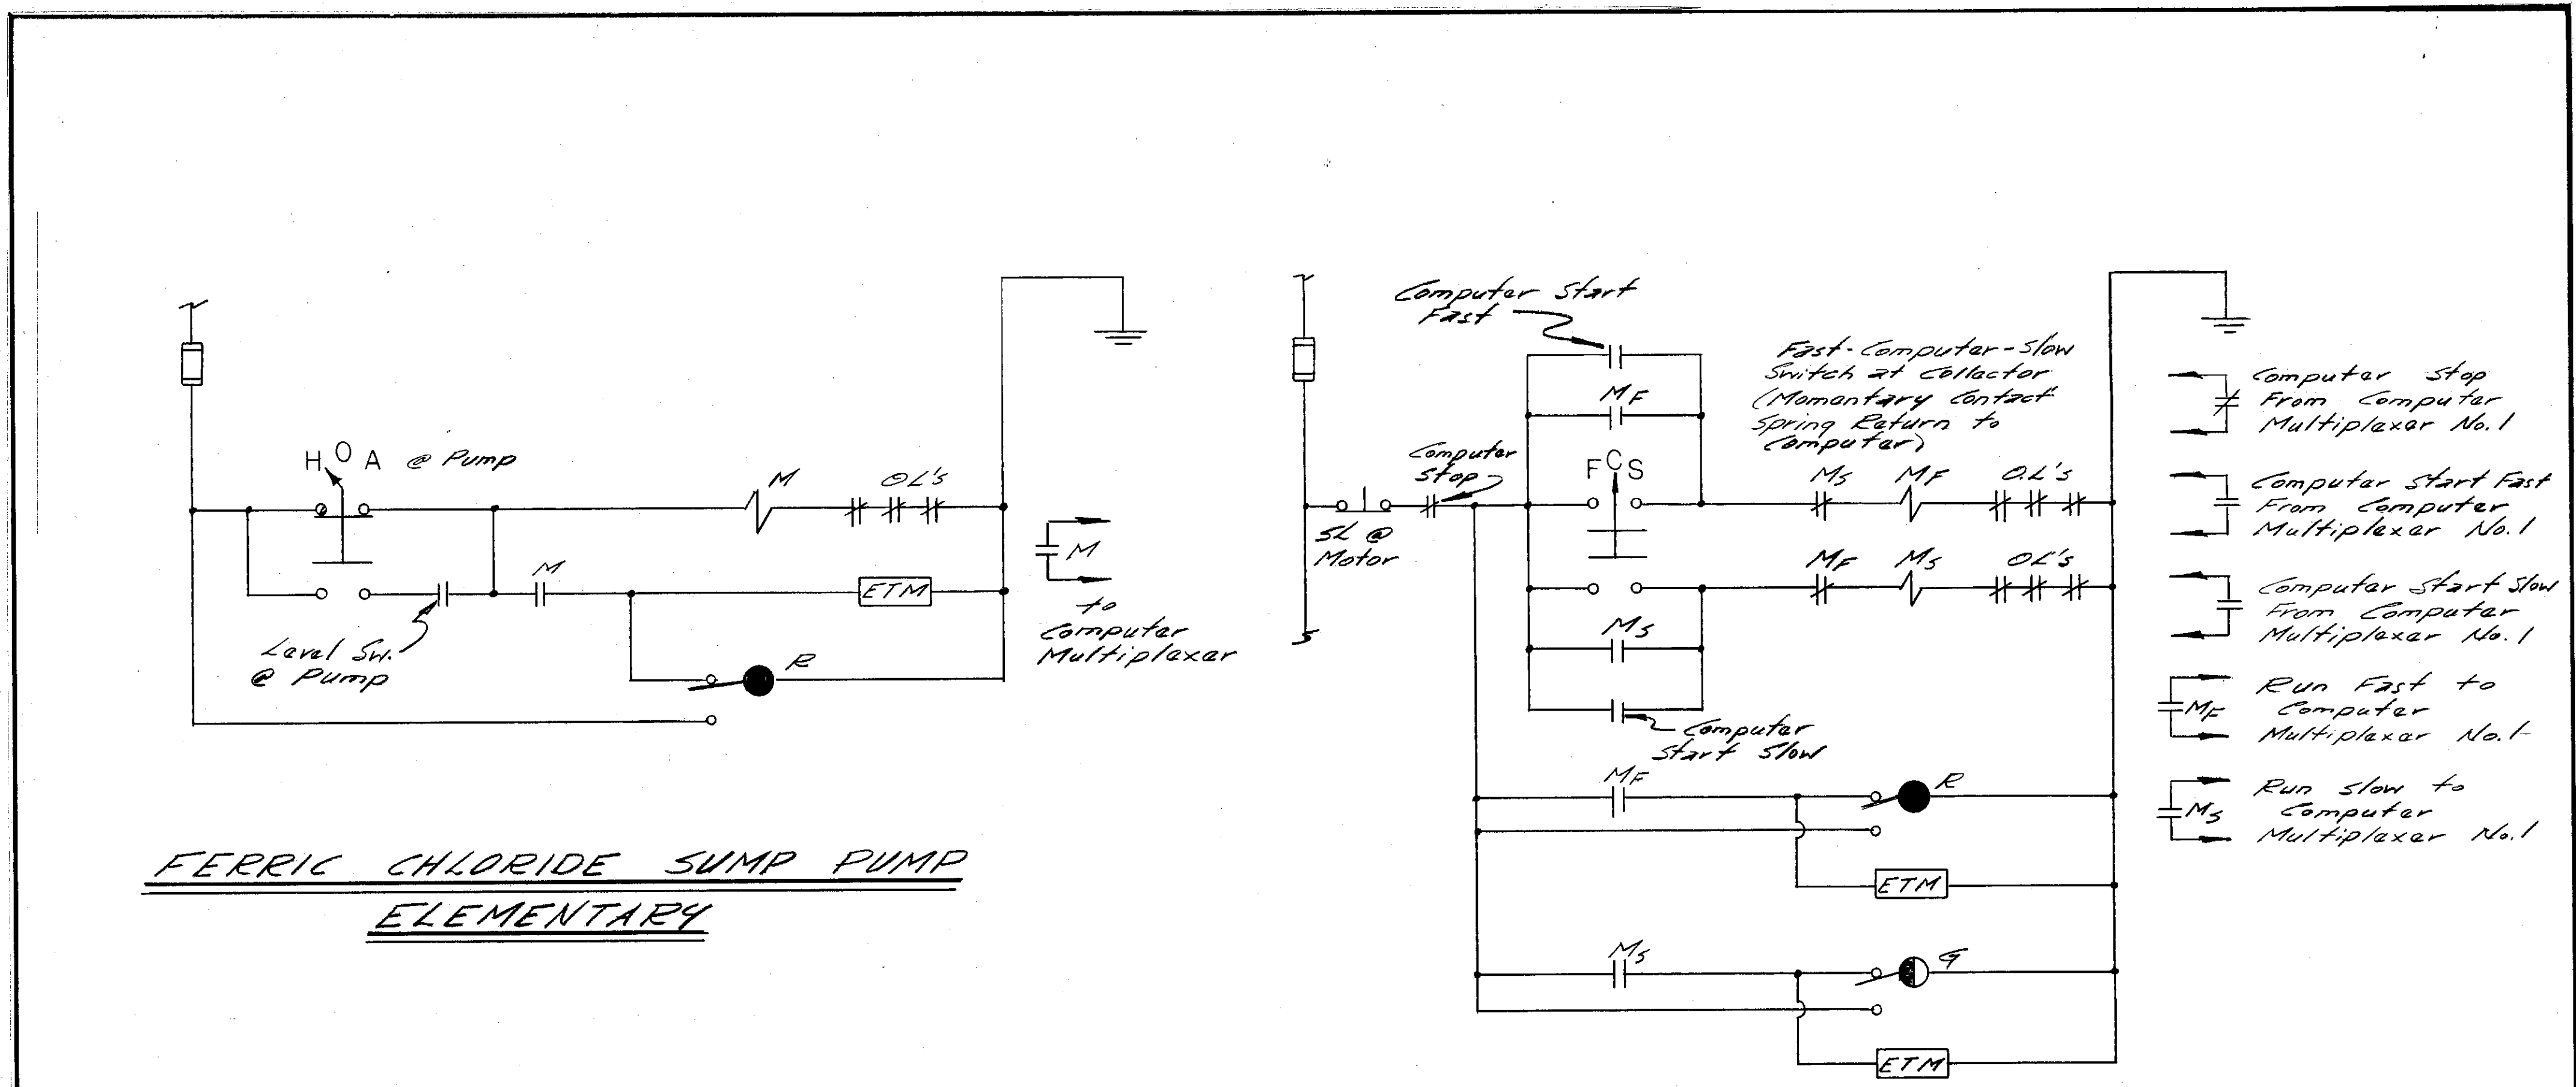 H O A @ Pump
M
OL's
M
Level Sw.
@ Pump
ETM
R
M
to
Computer
Multiplexer
FERRIC CHLORIDE SUMP PUMP
ELEMENTARY
Computer Start
Fast
MF
Fast-Computer-Slow
Switch at Collector
(Momentary Contact
Spring Return to
Computer)
Computer
Stop
SL @
Motor
F C S
MS
MF
O.L's
MF
MS
OL's
MS
Computer
Start Slow
MF
R
ETM
MS
G
ETM
Computer Stop
From Computer
Multiplexer No. 1
Computer Start Fast
From Computer
Multiplexer No. 1
Computer Start Slow
From Computer
Multiplexer No. 1
MF
Run Fast to
Computer
Multiplexer No. 1
MS
Run Slow to
Computer
Multiplexer No. 1